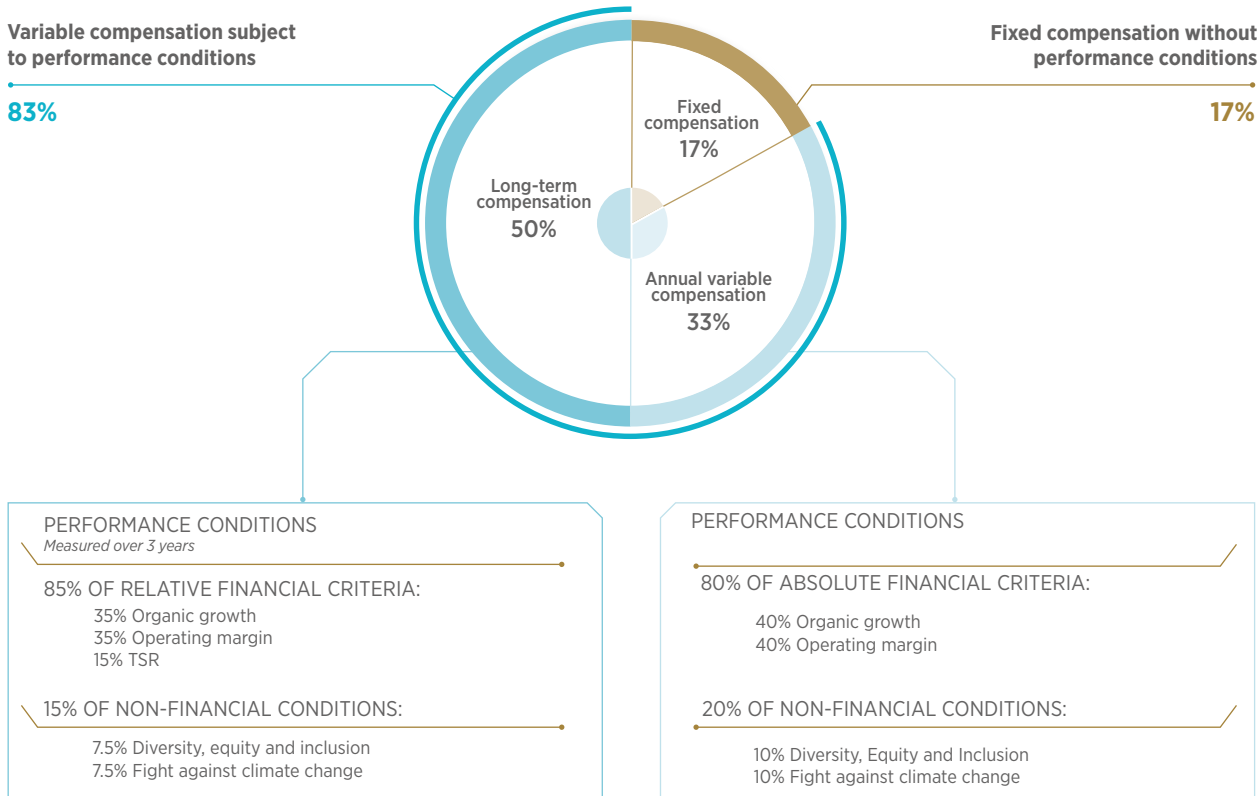 Variable compensation subject
to performance conditions
83%
Fixed compensation without
performance conditions
17%
Fixed
compensation
17%
Long-term
compensation
50%
Annual variable
compensation
33%
PERFORMANCE CONDITIONS
Measured over 3 years
85% OF RELATIVE FINANCIAL CRITERIA:
35% Organic growth
35% Operating margin
15% TSR
15% OF NON-FINANCIAL CONDITIONS:
7.5% Diversity, equity and inclusion
7.5% Fight against climate change
PERFORMANCE CONDITIONS
80% OF ABSOLUTE FINANCIAL CRITERIA:
40% Organic growth
40% Operating margin
20% OF NON-FINANCIAL CONDITIONS:
10% Diversity, Equity and Inclusion
10% Fight against climate change